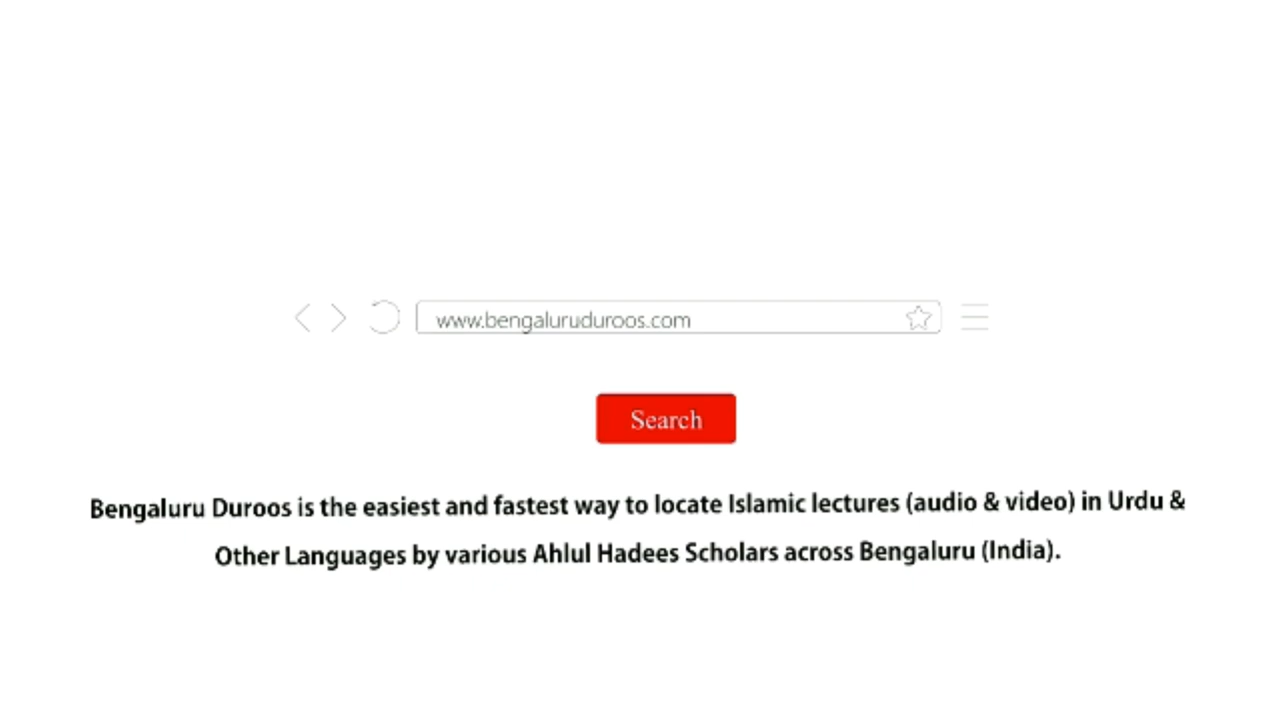 www.bengaluruduroos.com
Search
Bengaluru Duroos is the easiest and fastest way to locate Islamic lectures (audio & video) in Urdu &
Other Languages by various Ahlul Hadees Scholars across Bengaluru (India).